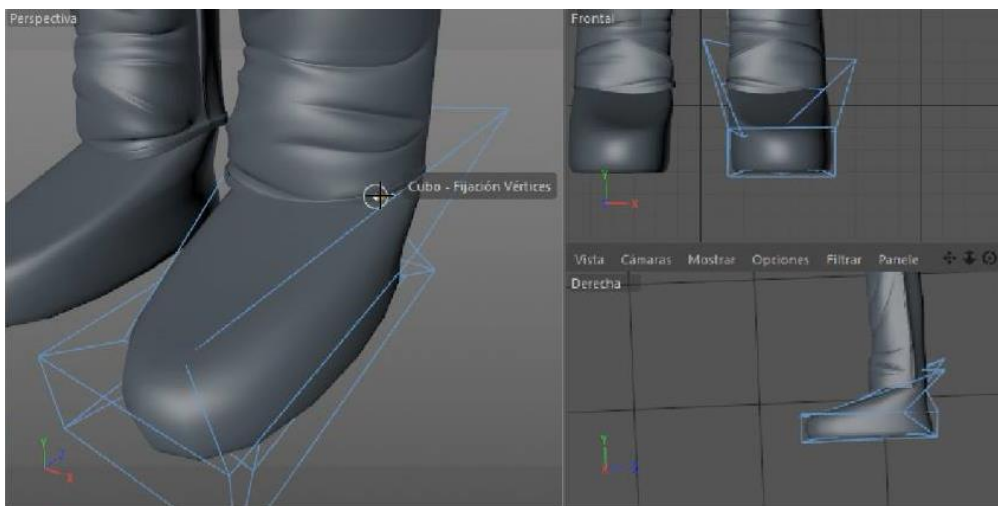 Perspectiva
Cubo - Fijación Vértices
Y
Z
X
Frontal
Y
X
Vista Cámaras Mostrar Opciones Filtrar Panele
Derecha
Y
Z